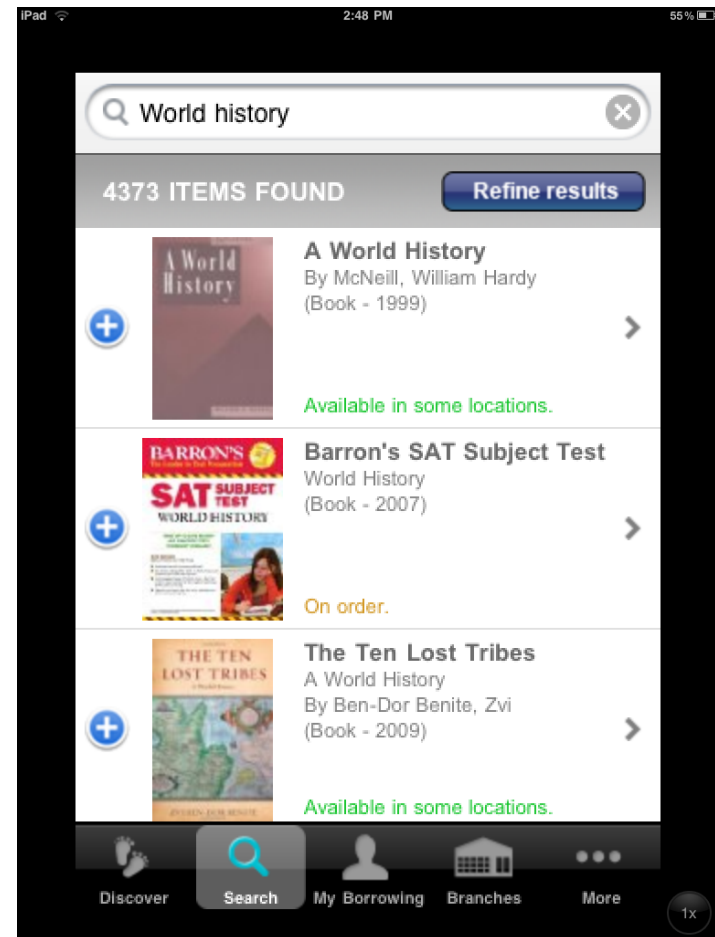 iPad 2:48 PM 55%
World history
4373 ITEMS FOUND Refine results
A World
History
A World History
By McNeill, William Hardy
(Book - 1999)
Available in some locations.
BARRON'S
SAT SUBJECT
TEST
WORLD HISTORY
Barron's SAT Subject Test
World History
(Book - 2007)
On order.
THE TEN
LOST TRIBES
The Ten Lost Tribes
A World History
By Ben-Dor Benite, Zvi
(Book - 2009)
Available in some locations.
Discover Search My Borrowing Branches More
1x